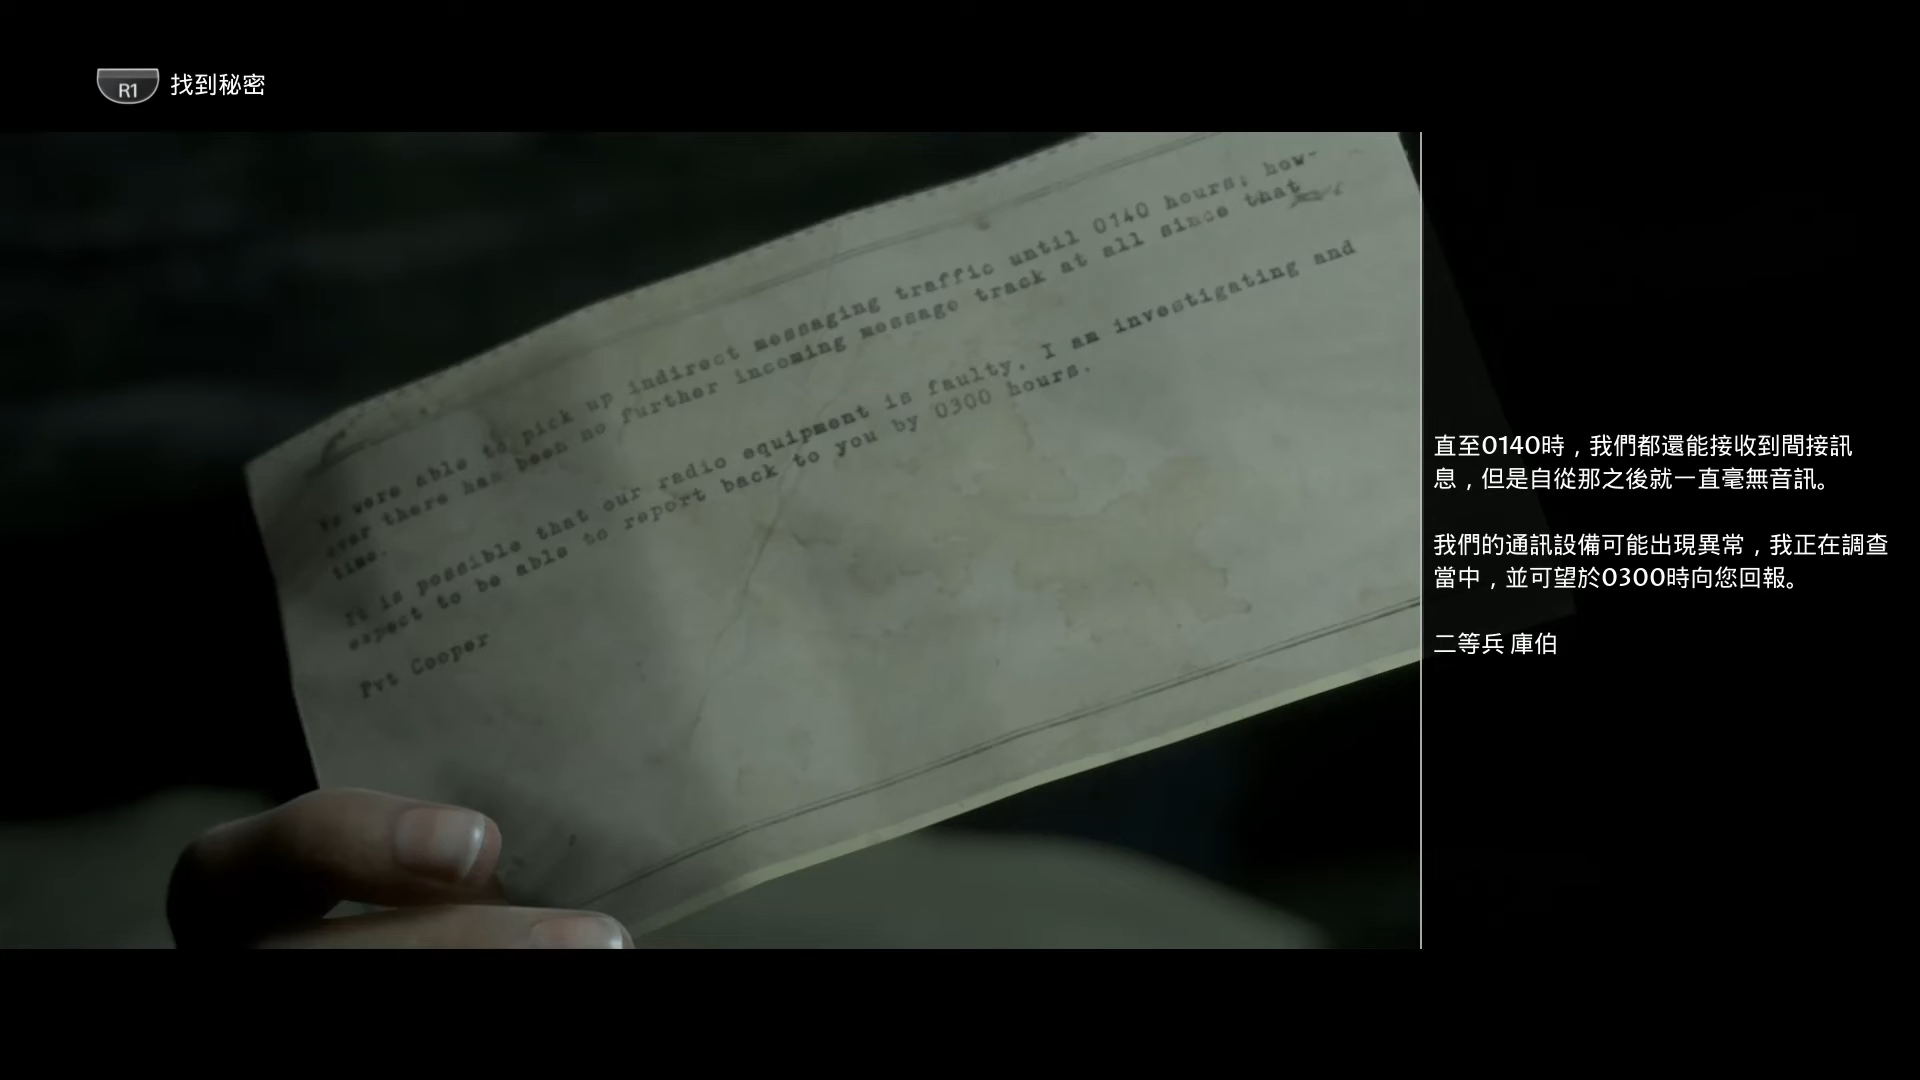 R1 找到秘密
We were able to pick up indirect messaging traffic until 0140 hours; how-
ever there has been no further incoming message track at all since that
time.
It is possible that our radio equipment is faulty. I am investigating and
expect to be able to report back to you by 0300 hours.
Pvt Cooper
直至0140時，我們都還能接收到間接訊
息，但是自從那之後就一直毫無音訊。
我們的通訊設備可能出現異常，我正在調查
當中，並可望於0300時向您回報。
二等兵 庫伯